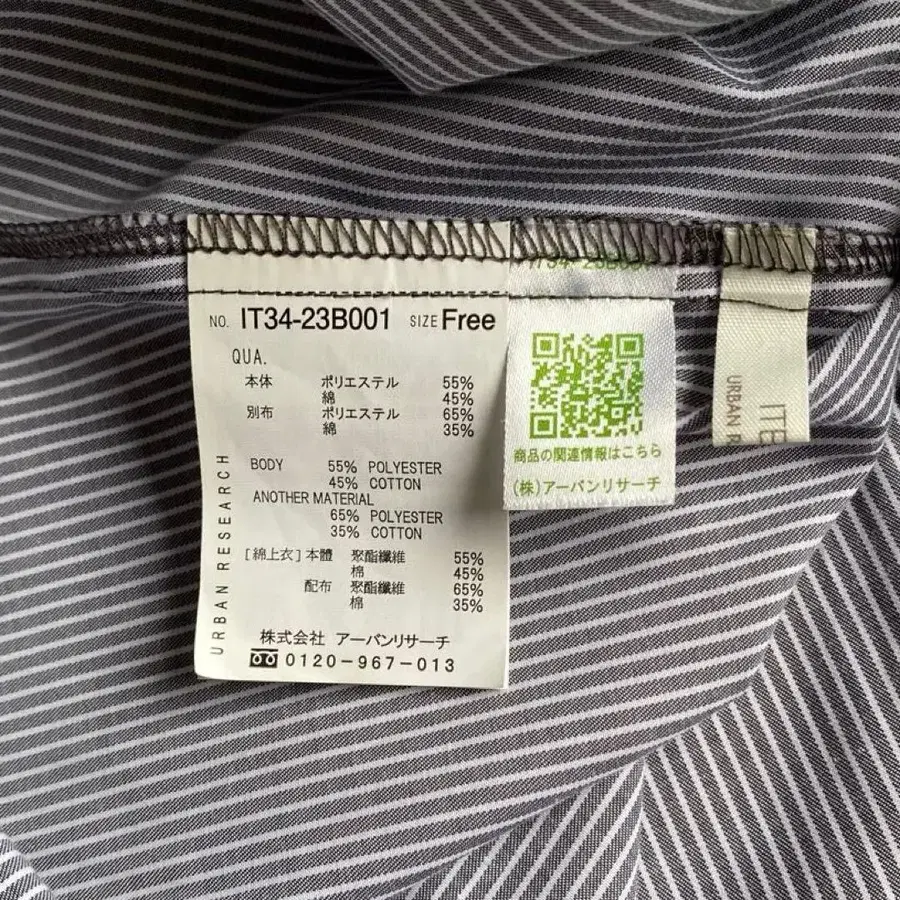 NO. IT34-23B001 SIZE Free
QUA.
本体 ポリエステル 55%
綿 45%
別布 ポリエステル 65%
綿 35%
BODY 55% POLYESTER
45% COTTON
ANOTHER MATERIAL
65% POLYESTER
35% COTTON
[綿上衣]本體 聚酯纖維 55%
棉 45%
配布 聚酯纖維 65%
棉 35%
株式会社 アーバンリサーチ
0120-967-013
URBAN RESEARCH
IT34-23B001
商品の関連情報はこちら
(株)アーバンリサーチ
URBAN R